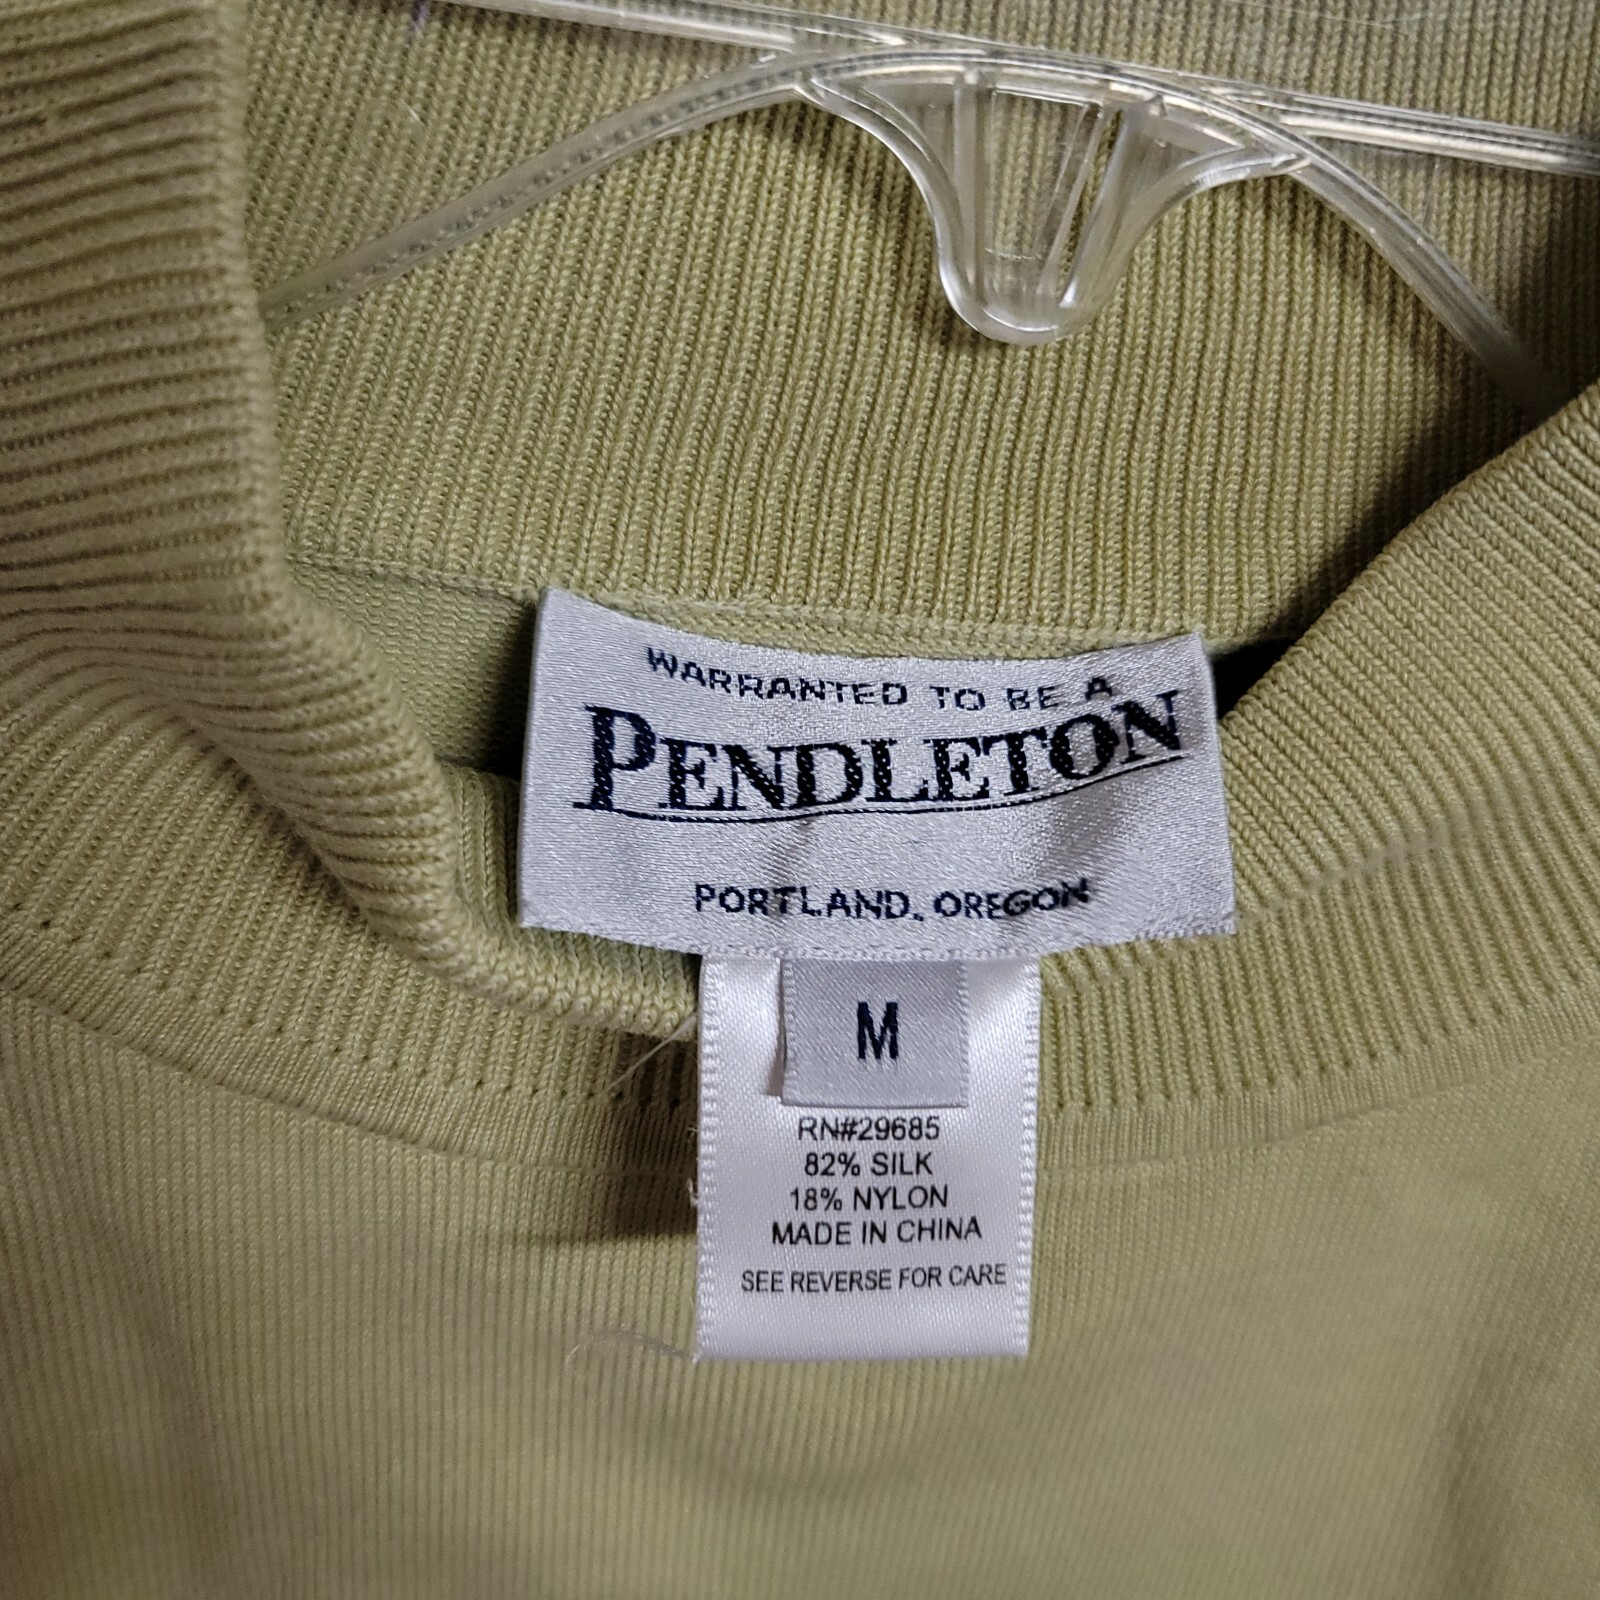 WARRANTED TO BE A
PENDLETON
PORTLAND, OREGON
M
RN#29685
82% SILK
18% NYLON
MADE IN CHINA
SEE REVERSE FOR CARE